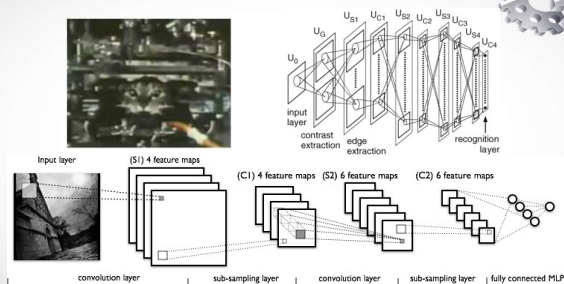 U_G U_S1 U_C1 U_S2 U_C2 U_S3 U_C3 U_S4 U_C4
U_0
input
layer
contrast
extraction
edge
extraction
recognition
layer
Input layer
(S1) 4 feature maps
(C1) 4 feature maps
(S2) 6 feature maps
(C2) 6 feature maps
convolution layer
sub-sampling layer
convolution layer
sub-sampling layer
fully connected MLP